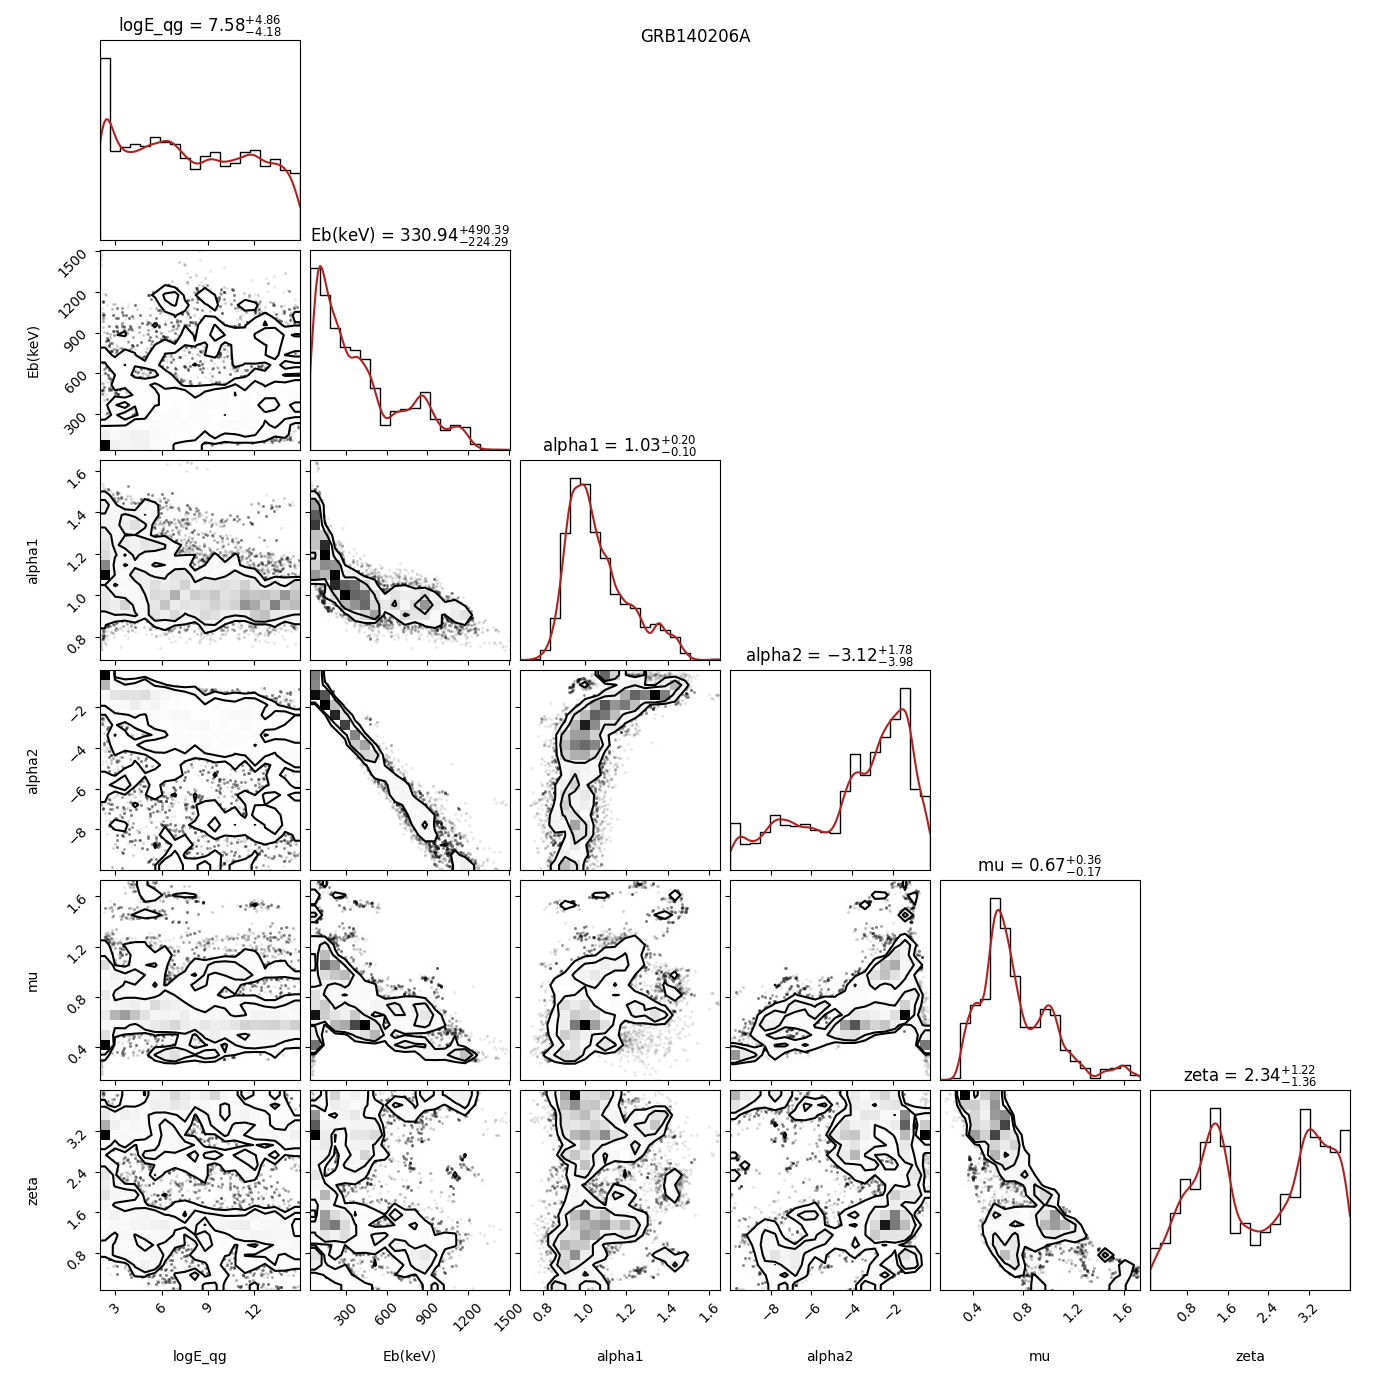 logE_qg = 7.58+4.86−4.18
GRB140206A
Eb(keV) = 330.94+490.39−224.29
1500
1200
900
600
300
Eb(keV)
alpha1 = 1.03+0.20−0.10
1.6
1.4
1.2
1.0
0.8
alpha1
alpha2 = −3.12+1.78−3.98
−2
−4
−6
−8
alpha2
mu = 0.67+0.36−0.17
1.6
1.2
0.8
0.4
mu
zeta = 2.34+1.22−1.36
3.2
2.4
1.6
0.8
zeta
3 6 9 12
300 600 900 1200 1500
0.8 1.0 1.2 1.4 1.6
−8 −6 −4 −2
0.4 0.8 1.2 1.6
0.8 1.6 2.4 3.2
logE_qg Eb(keV) alpha1 alpha2 mu zeta